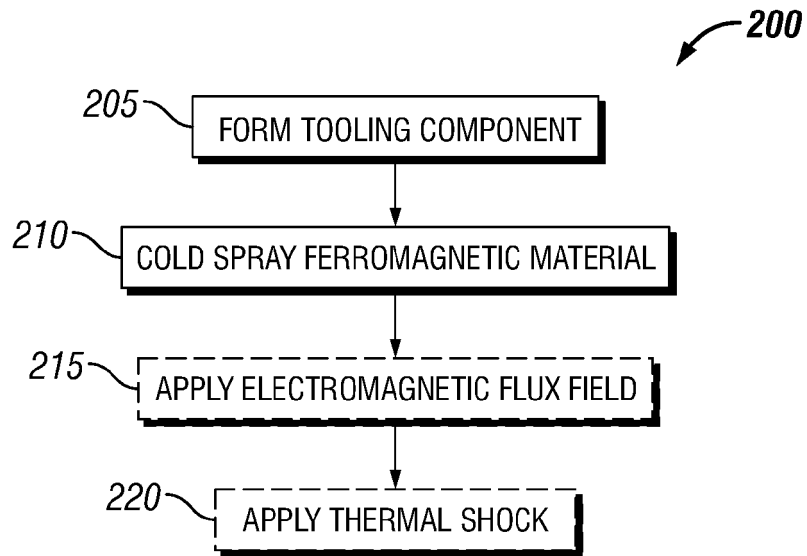 200
205
FORM TOOLING COMPONENT
210
COLD SPRAY FERROMAGNETIC MATERIAL
215
APPLY ELECTROMAGNETIC FLUX FIELD
220
APPLY THERMAL SHOCK